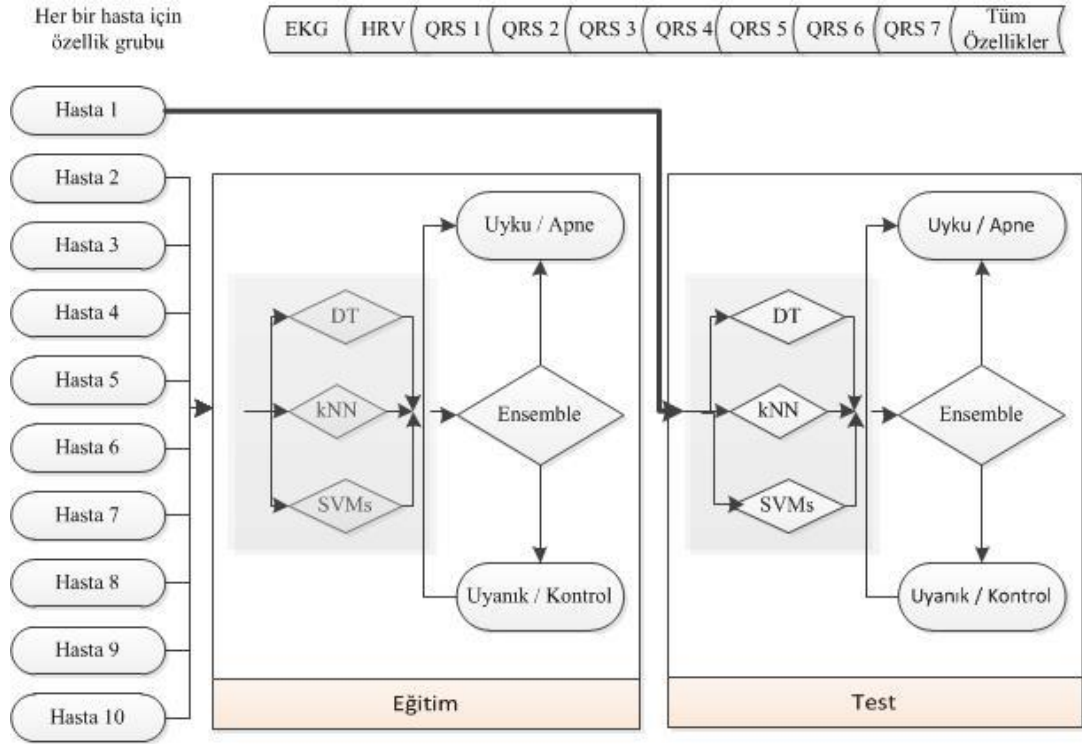 Her bir hasta için
özellik grubu
EKG
HRV
QRS 1
QRS 2
QRS 3
QRS 4
QRS 5
QRS 6
QRS 7
Tüm
Özellikler
Hasta 1
Hasta 2
Hasta 3
Hasta 4
Hasta 5
Hasta 6
Hasta 7
Hasta 8
Hasta 9
Hasta 10
Uyku / Apne
DT
kNN
SVMs
Ensemble
Uyanık / Kontrol
Eğitim
Uyku / Apne
DT
kNN
SVMs
Ensemble
Uyanık / Kontrol
Test